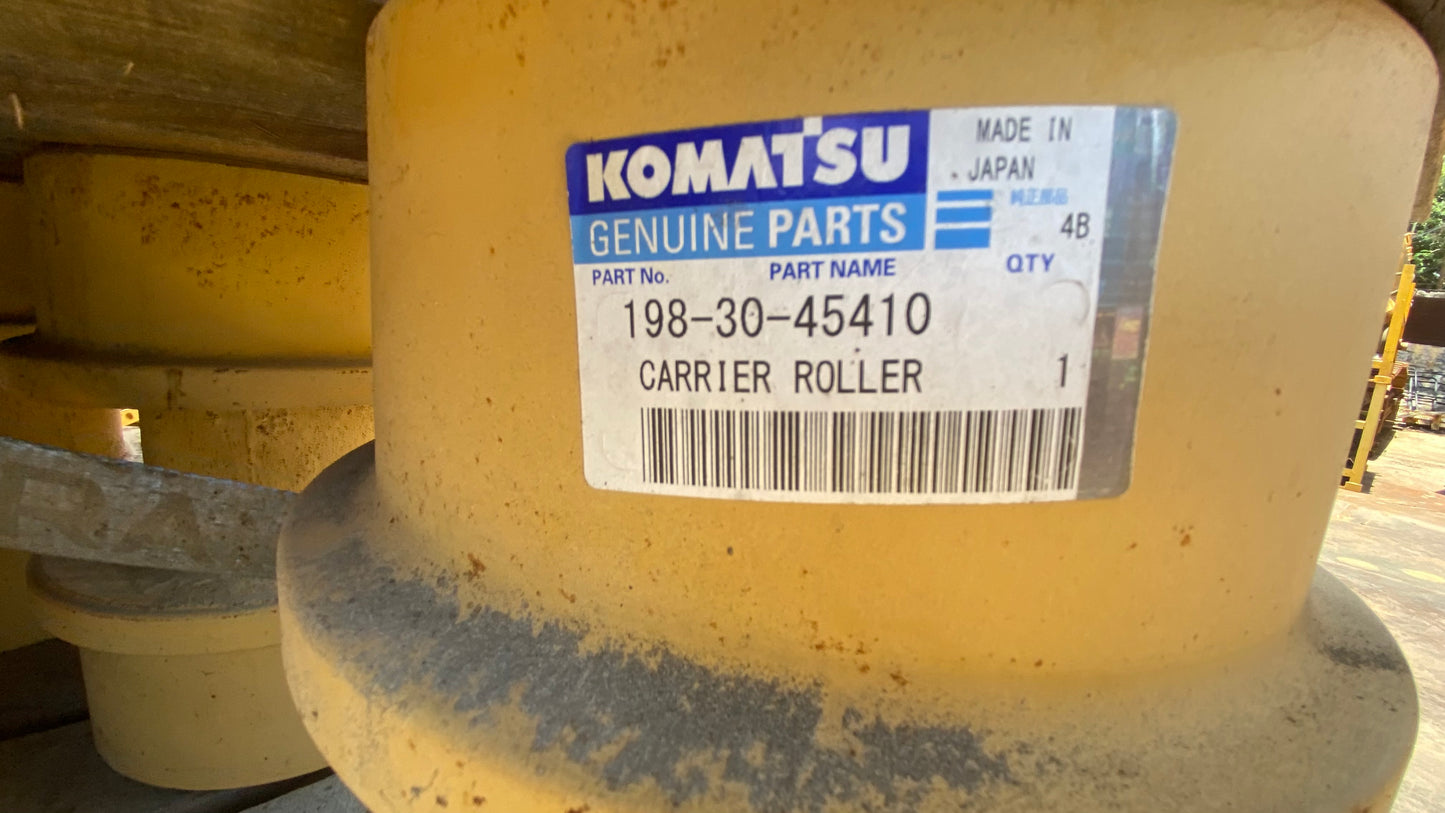 KOMATSU
GENUINE PARTS
MADE IN
JAPAN
純正部品
4B
PART No. PART NAME QTY
198-30-45410
CARRIER ROLLER 1